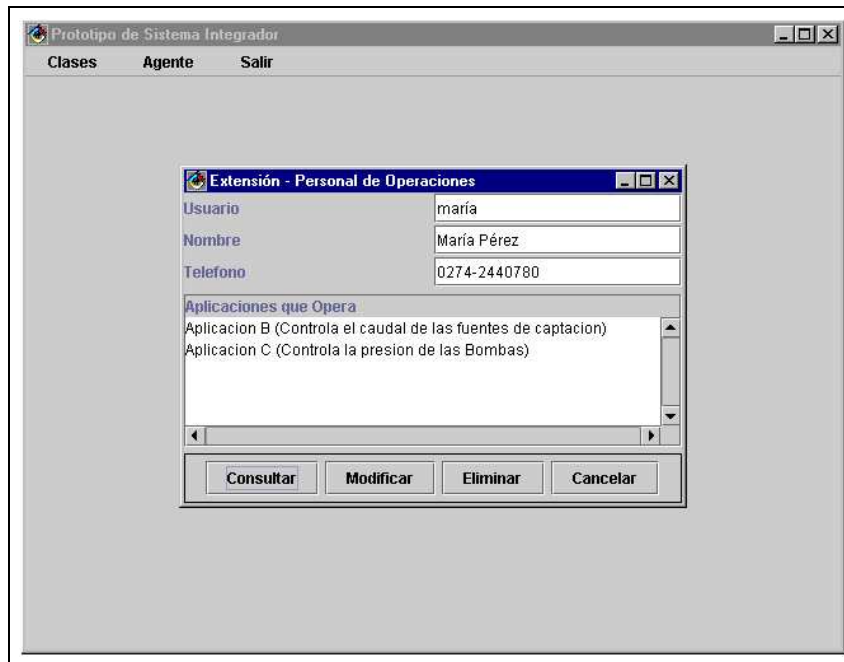 Prototipo de Sistema Integrador
Clases Agente Salir
Extensión - Personal de Operaciones
Usuario maría
Nombre María Pérez
Telefono 0274-2440780
Aplicaciones que Opera
Aplicacion B (Controla el caudal de las fuentes de captacion)
Aplicacion C (Controla la presion de las Bombas)
Consultar Modificar Eliminar Cancelar